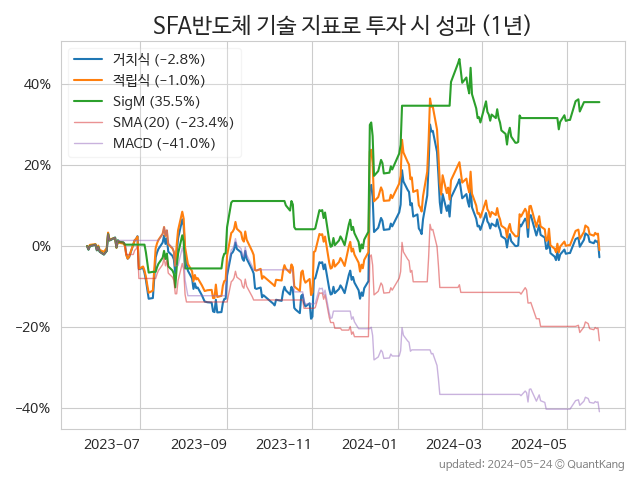 SFA반도체 기술 지표로 투자 시 성과 (1년)
거치식 (−2.8%)
적립식 (−1.0%)
SigM (35.5%)
SMA(20) (−23.4%)
MACD (−41.0%)
40%
20%
0%
−20%
−40%
2023-07 2023-09 2023-11 2024-01 2024-03 2024-05
updated: 2024-05-24 © QuantKang